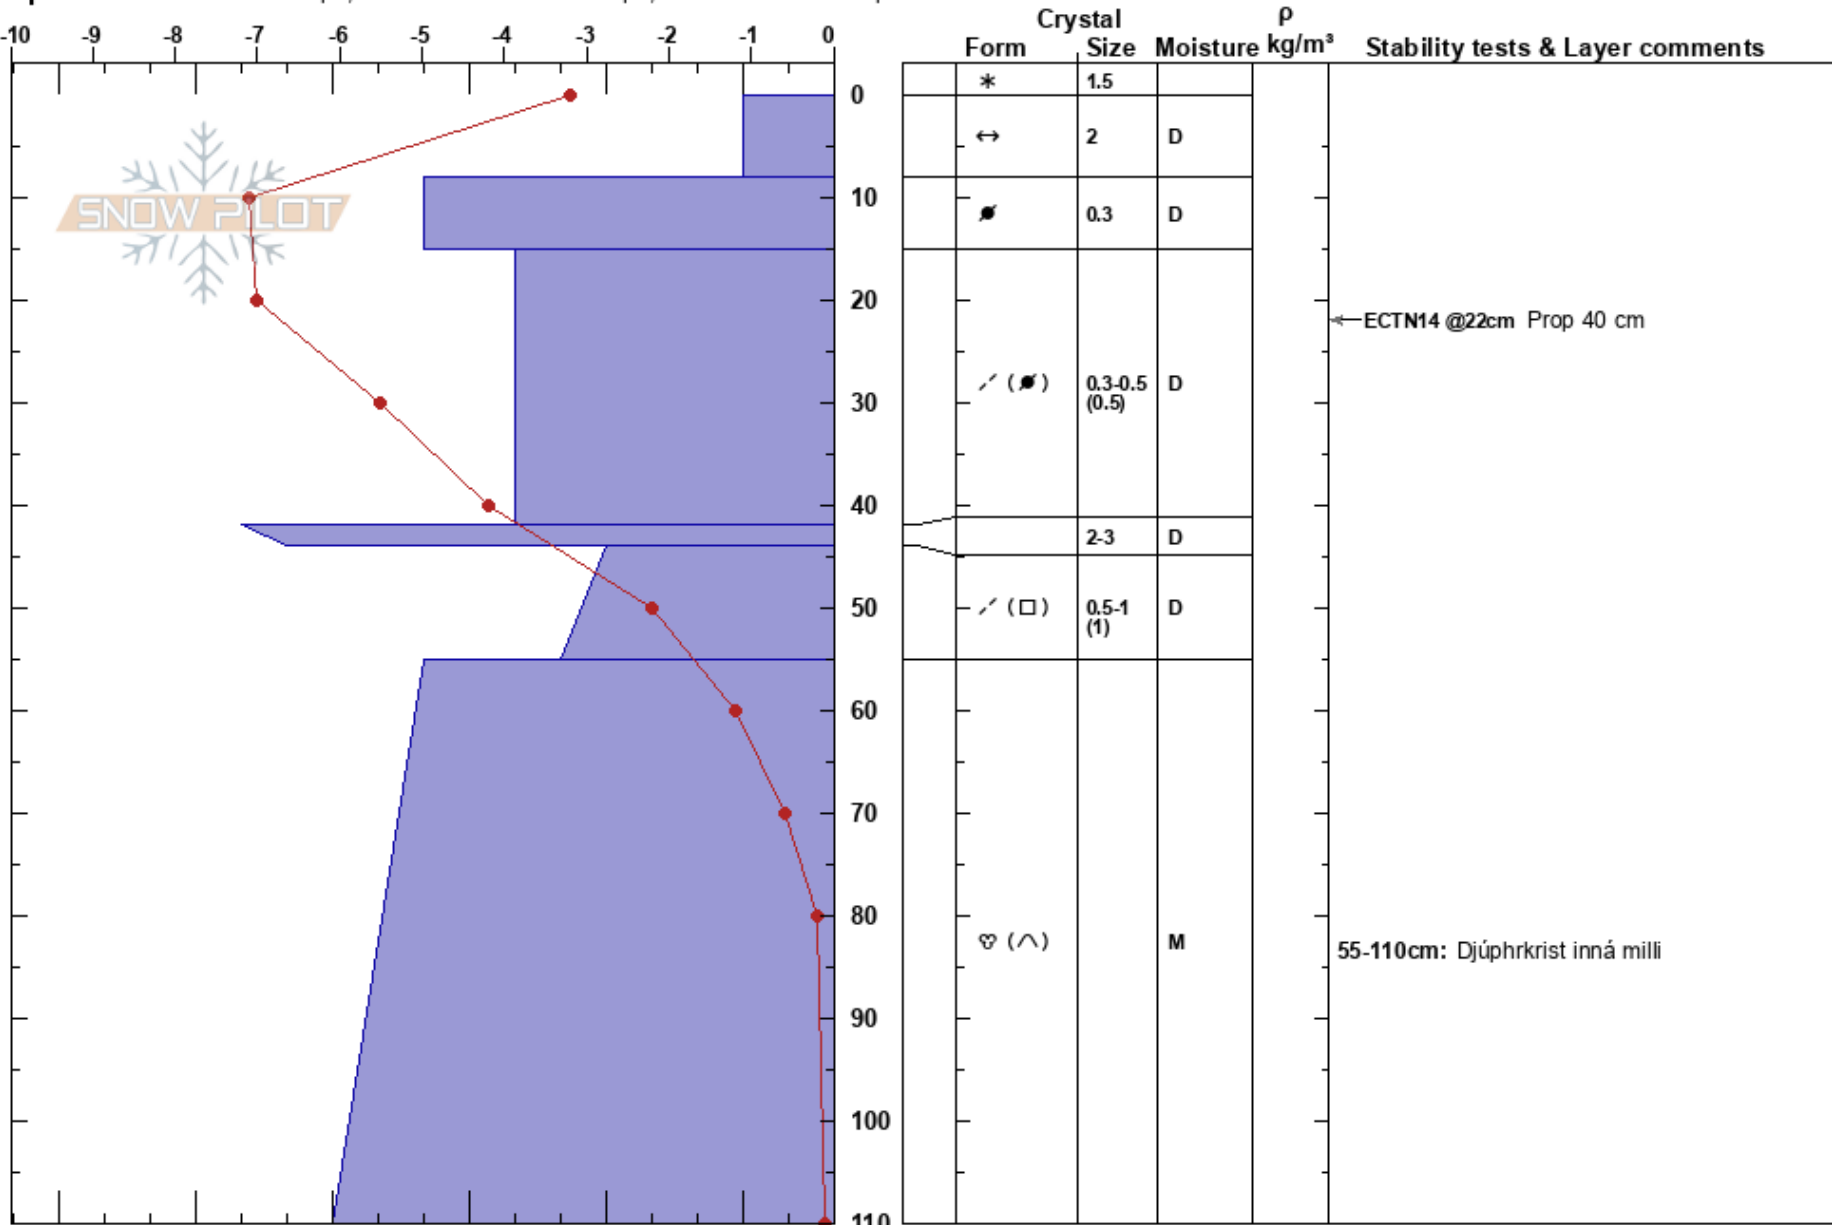 Crystal ρ
Form Size Moisture kg/m³ Stability tests & Layer comments
-10 -9 -8 -7 -6 -5 -4 -3 -2 -1 0
1.5
0
2 D
SNOW PILOT
10
0.3 D
20
ECTN14 @22cm Prop 40 cm
0.3-0.5 D
(0.5)
30
40
2-3 D
50
0.5-1 D
(1)
60
70
80
M
55-110cm: Djúphrkrist inná milli
90
100
110